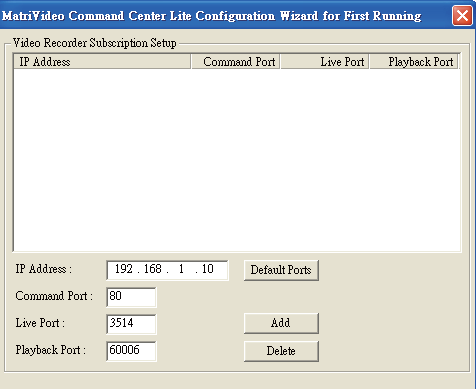 MatriVideo Command Center Lite Configuration Wizard for First Running
Video Recorder Subscription Setup
IP Address Command Port Live Port Playback Port
IP Address : 192 . 168 . 1 . 10 Default Ports
Command Port : 80
Live Port : 3514 Add
Playback Port : 60006 Delete